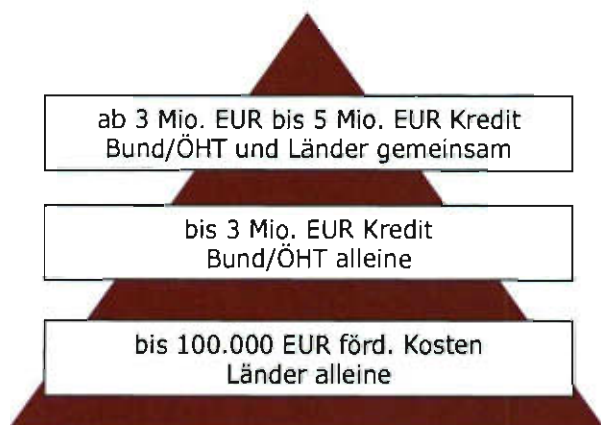 ab 3 Mio. EUR bis 5 Mio. EUR Kredit
Bund/ÖHT und Länder gemeinsam
bis 3 Mio. EUR Kredit
Bund/ÖHT alleine
bis 100.000 EUR förd. Kosten
Länder alleine